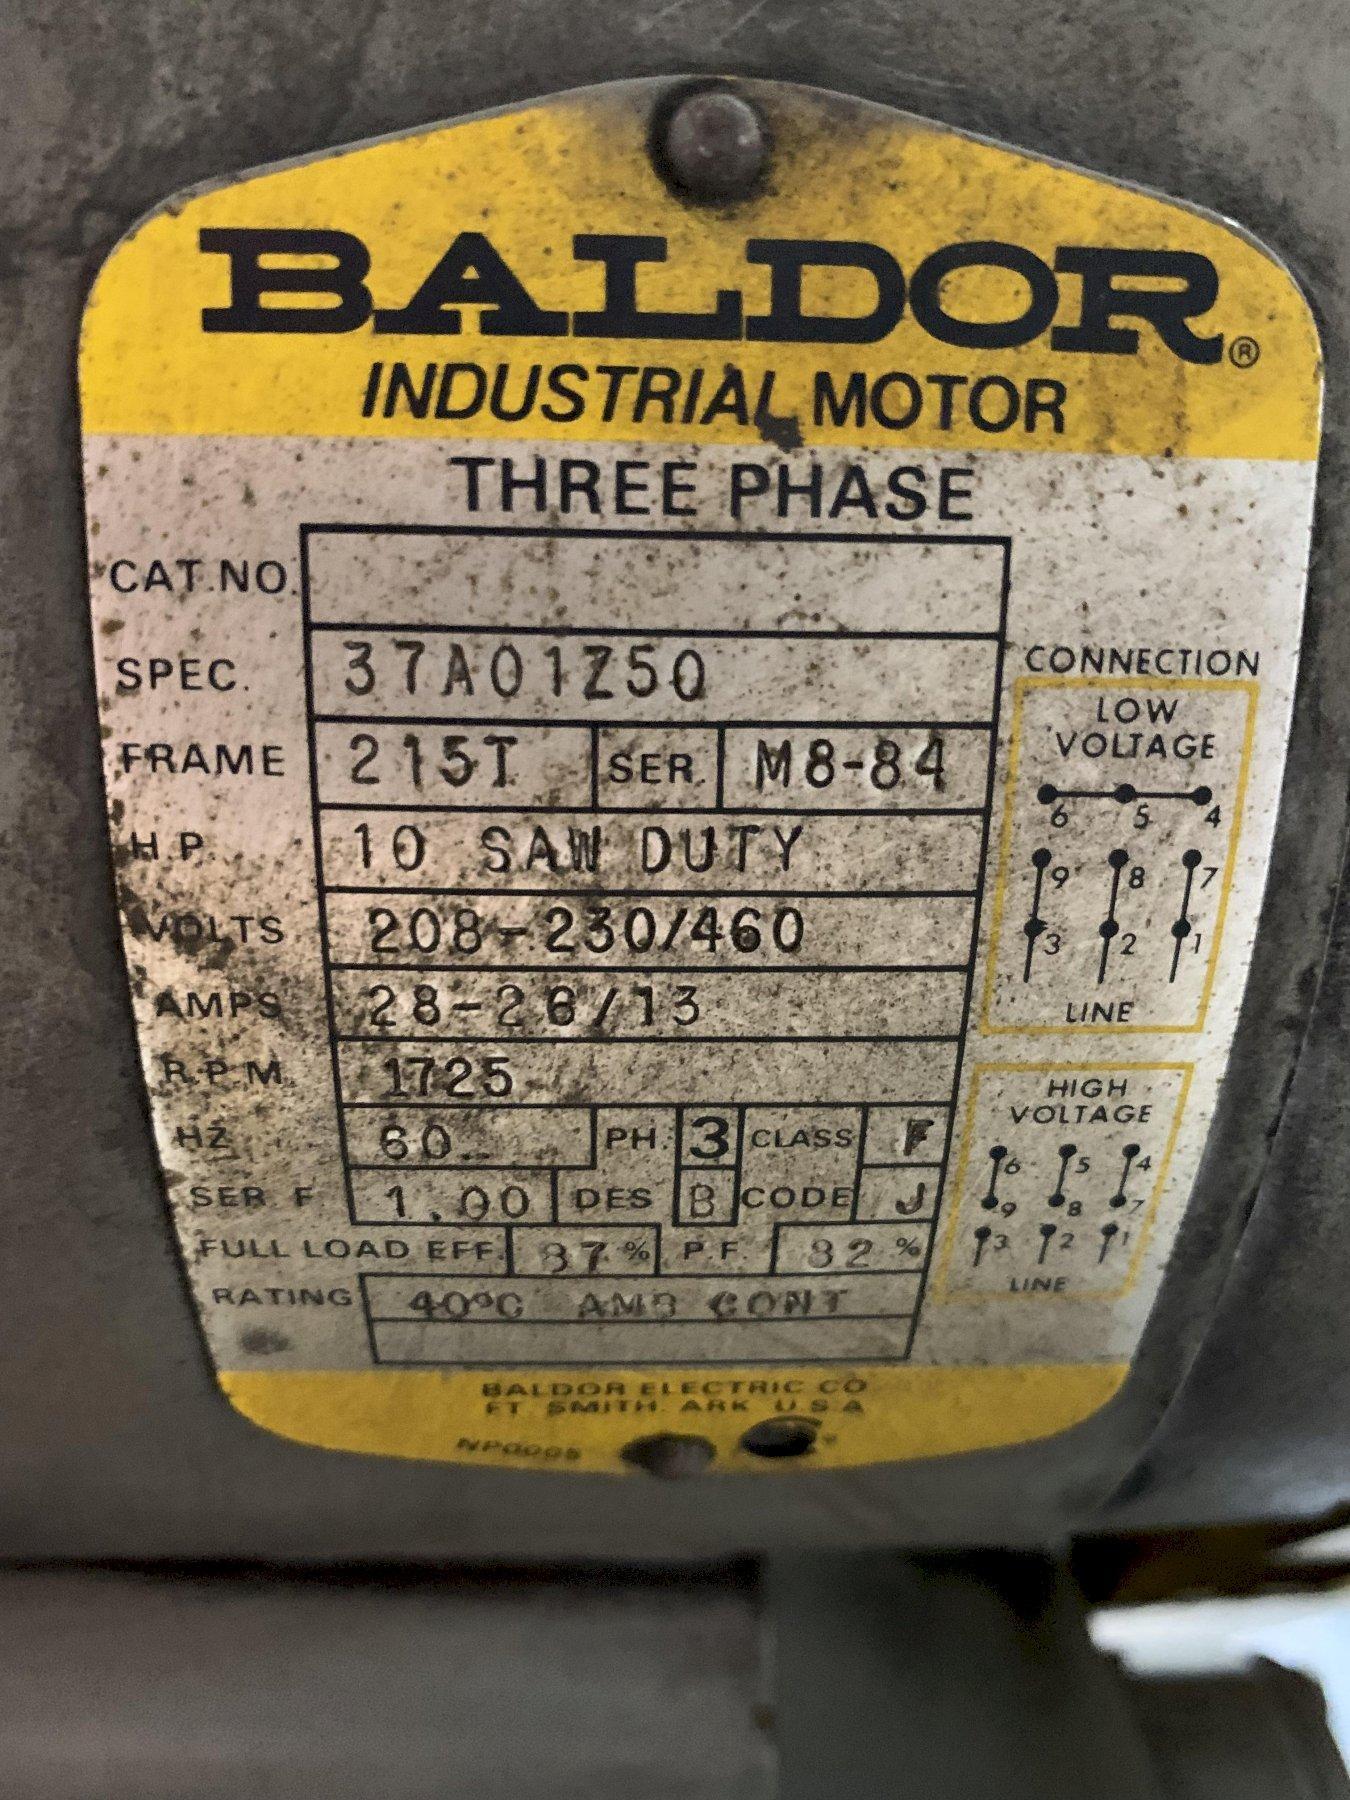 BALDOR®
INDUSTRIAL MOTOR
THREE PHASE
CAT.NO.
SPEC. 37A01Z50
FRAME 215T SER. M8-84
H.P. 10 SAW DUTY
VOLTS 208-230/460
AMPS 28-26/13
R.P.M. 1725
HZ 60 PH. 3 CLASS F
SER F 1.00 DES B CODE J
FULL LOAD EFF. 87% P.F. 82%
RATING 40°C AMB CONT
CONNECTION
LOW
VOLTAGE
6 5 4
9 8 7
3 2 1
LINE
HIGH
VOLTAGE
6 5 4
9 8 7
3 2 1
LINE
BALDOR ELECTRIC CO
FT SMITH. ARK U.S.A